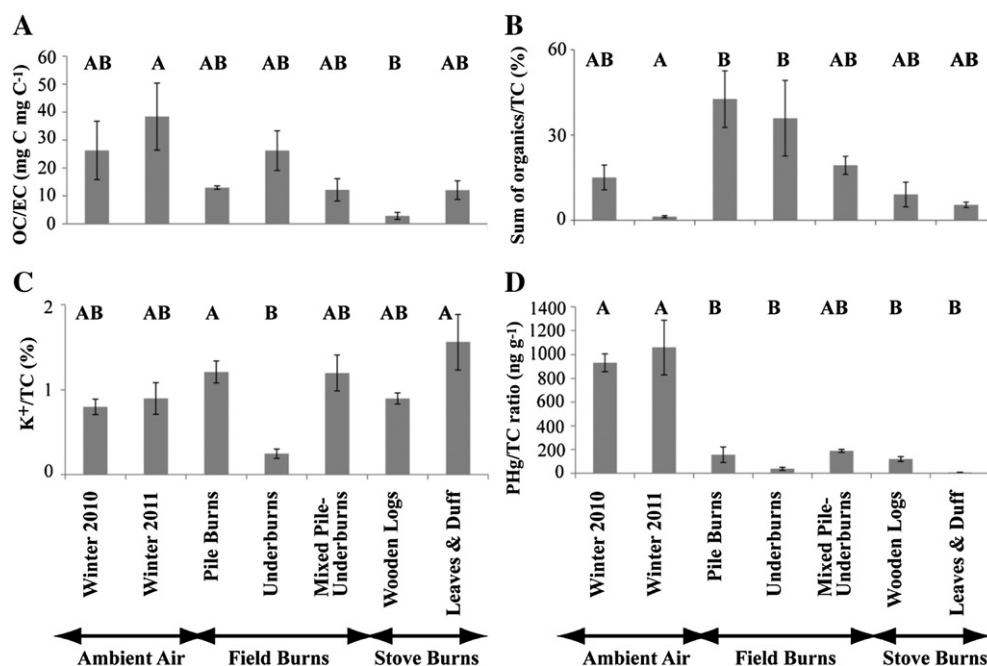 A
AB A AB AB AB B AB
OC/EC (mg C mg C-1)
60
50
40
30
20
10
0
B
AB A B B AB AB AB
Sum of organics/TC (%)
60
30
0
C
AB AB A B AB AB A
K+/TC (%)
2
1
0
D
A A B B AB B B
PHg/TC ratio (ng g-1)
1400
1200
1000
800
600
400
200
0
Winter 2010
Winter 2011
Pile Burns
Underburns
Mixed Pile-
Underburns
Wooden Logs
Leaves & Duff
Ambient Air Field Burns Stove Burns
Winter 2010
Winter 2011
Pile Burns
Underburns
Mixed Pile-
Underburns
Wooden Logs
Leaves & Duff
Ambient Air Field Burns Stove Burns